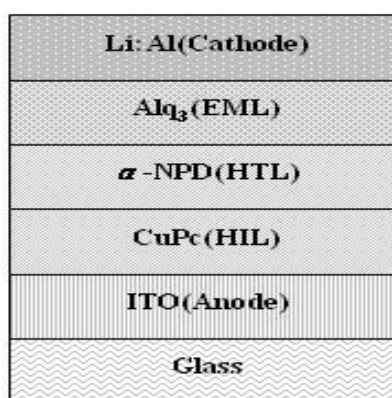 Li:Al(Cathode)
Alq₃(EML)
α-NPD(HTL)
CuPc(HIL)
ITO(Anode)
Glass